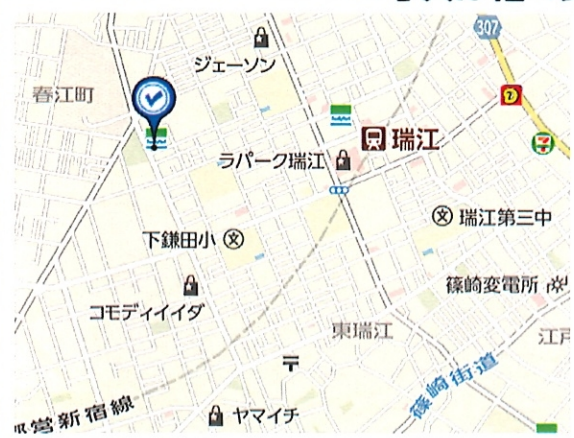 307
ジェーソン
春江町
2
瑞江
ラパーク瑞江
瑞江第三中
下鎌田小
篠崎変電所
コモディイイダ
東瑞江
江戸
篠崎街道
都営新宿線
ヤマイチ